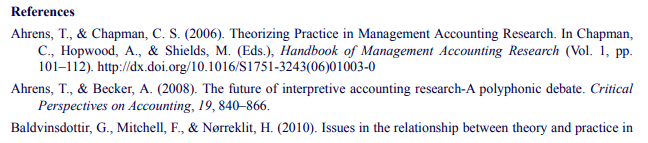 References
Ahrens, T., & Chapman, C. S. (2006). Theorizing Practice in Management Accounting Research. In Chapman,
C., Hopwood, A., & Shields, M. (Eds.), Handbook of Management Accounting Research (Vol. 1, pp.
101–112). http://dx.doi.org/10.1016/S1751-3243(06)01003-0
Ahrens, T., & Becker, A. (2008). The future of interpretive accounting research-A polyphonic debate. Critical
Perspectives on Accounting, 19, 840–866.
Baldvinsdottir, G., Mitchell, F., & Nørreklit, H. (2010). Issues in the relationship between theory and practice in